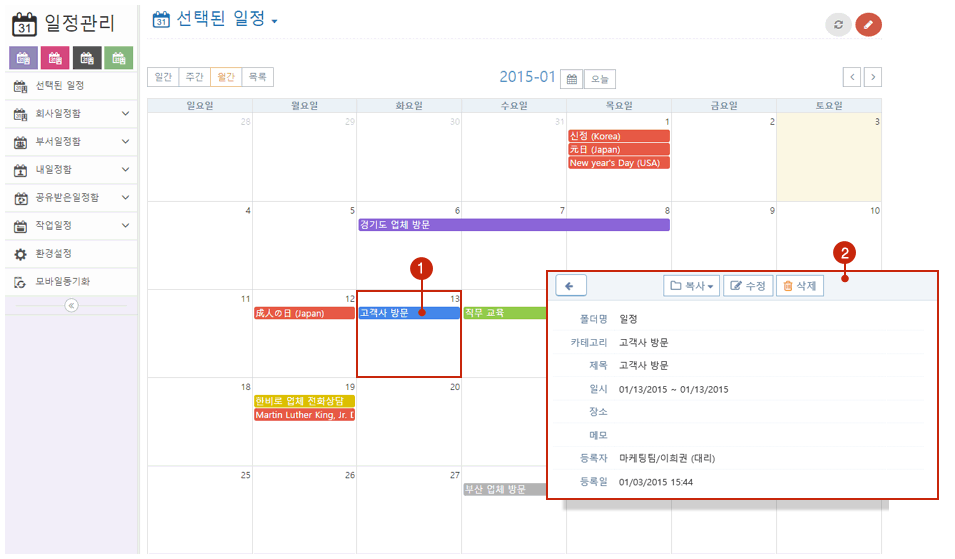 31 일정관리
선택된 일정
회사일정함
부서일정함
내일정함
공유받은일정함
작업일정
환경설정
모바일동기화
31 선택된 일정
일간 주간 월간 목록
2015-01 오늘
일요일 월요일 화요일 수요일 목요일 금요일 토요일
28 29 30 31 1 2 3
신정 (Korea)
元日 (Japan)
New year's Day (USA)
4 5 6 7 8 9 10
경기도 업체 방문
11 12 13
成人の日 (Japan) 고객사 방문 직무 교육
1
18 19 20
한비로 업체 전화상담
Martin Luther King, Jr. D
25 26 27
부산 업체 방문
2
복사 수정 삭제
폴더명 일정
카테고리 고객사 방문
제목 고객사 방문
일시 01/13/2015 ~ 01/13/2015
장소
메모
등록자 마케팅팀/이희권 (대리)
등록일 01/03/2015 15:44